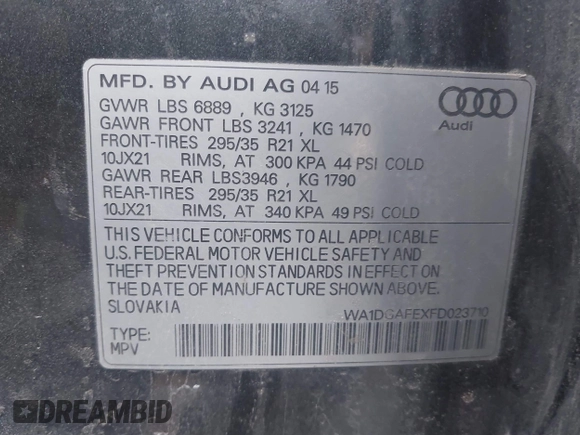 MFD. BY AUDI AG 04 15
GVWR LBS 6889 , KG 3125
GAWR FRONT LBS 3241 , KG 1470
FRONT-TIRES 295/35 R21 XL
10JX21 RIMS, AT 300 KPA 44 PSI COLD
GAWR REAR LBS3946 , KG 1790
REAR-TIRES 295/35 R21 XL
10JX21 RIMS, AT 340 KPA 49 PSI COLD
Audi
THIS VEHICLE CONFORMS TO ALL APPLICABLE
U.S. FEDERAL MOTOR VEHICLE SAFETY AND
THEFT PREVENTION STANDARDS IN EFFECT ON
THE DATE OF MANUFACTURE SHOWN ABOVE.
SLOVAKIA WA1DGAFEXFD023710
TYPE:
MPV
DREAMBID